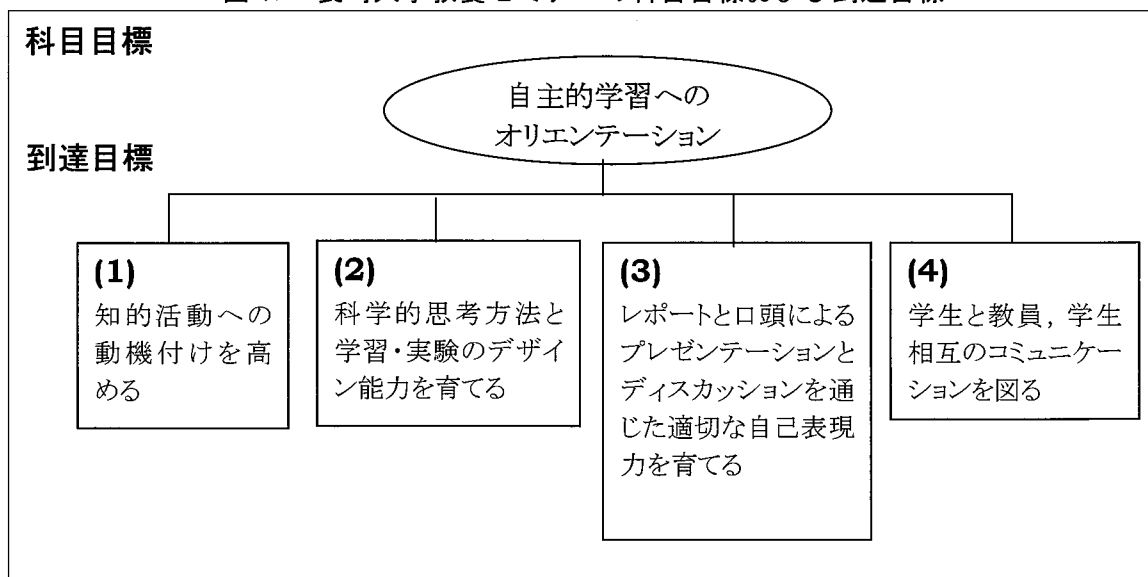 科目目標
自主的学習への
オリエンテーション
到達目標
(1)
知的活動への
動機付けを高
める
(2)
科学的思考方法と
学習・実験のデザイ
ン能力を育てる
(3)
レポートと口頭による
プレゼンテーションと
ディスカッションを通
じた適切な自己表現
力を育てる
(4)
学生と教員，学生
相互のコミュニケー
ションを図る